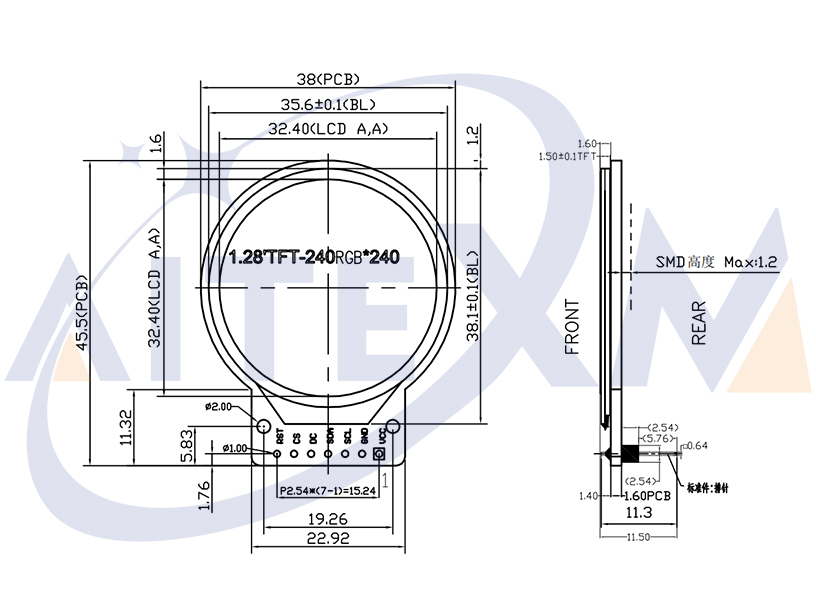 38(PCB)
35.6±0.1(BL)
32.40(LCD A,A)
1.6
1.2
1.60
1.50±0.1TFT
AITEXM
1.28'TFT-240RGB*240
SMD高度 Max:1.2
45.5(PCB)
32.40(LCD A,A)
38.1±0.1(BL)
FRONT
REAR
11.32
5.83
1.76
ø2.00
ø1.00
RST
CS
DC
SDA
SCL
GND
VCC
1
P2.54*(7-1)=15.24
19.26
22.92
(2.54)
(5.76)
□0.64
(2.54)
标准件:排针
1.40
1.60PCB
11.3
11.50